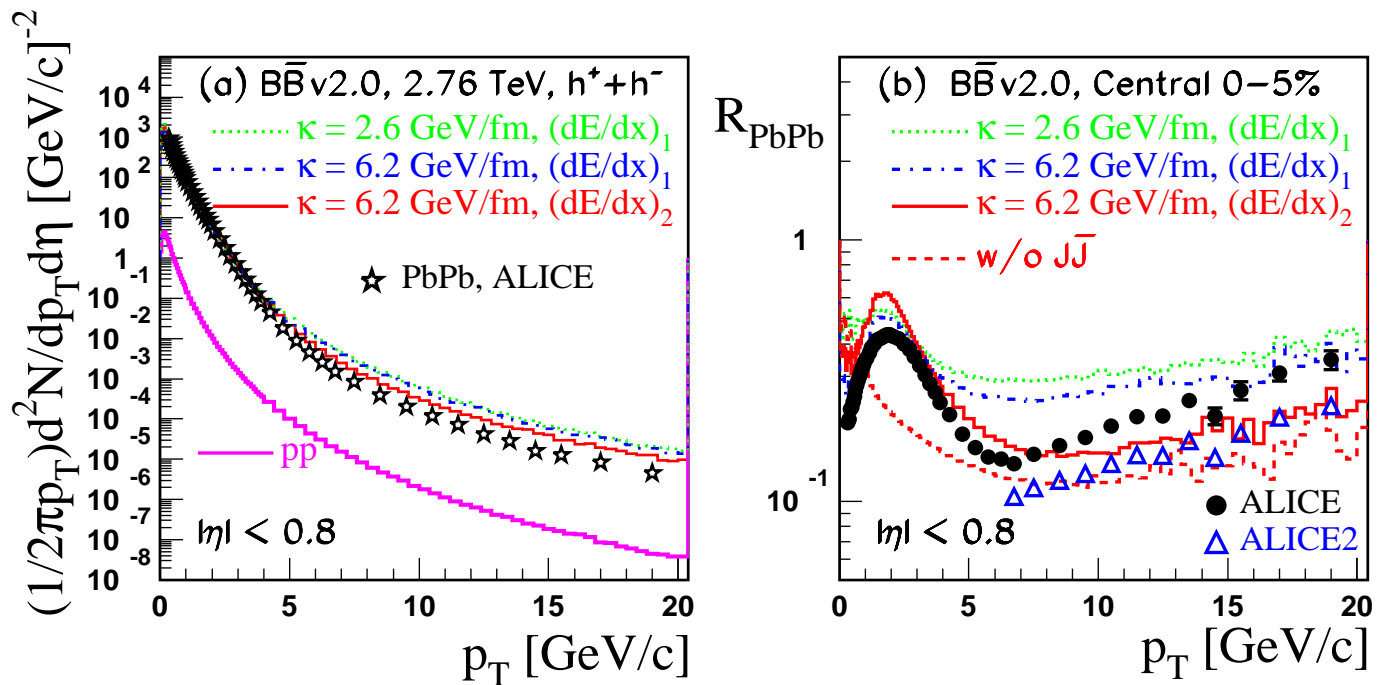 (1/2πp_T)d²N/dp_Tdη [GeV/c]⁻²
(a) BB̅ v2.0, 2.76 TeV, h⁺+h⁻
κ = 2.6 GeV/fm, (dE/dx)₁
κ = 6.2 GeV/fm, (dE/dx)₁
κ = 6.2 GeV/fm, (dE/dx)₂
PbPb, ALICE
pp
|η| < 0.8
10⁴
10³
10²
10
1
10⁻¹
10⁻²
10⁻³
10⁻⁴
10⁻⁵
10⁻⁶
10⁻⁷
10⁻⁸
0 5 10 15 20
p_T [GeV/c]
R_PbPb
(b) BB̅ v2.0, Central 0–5%
κ = 2.6 GeV/fm, (dE/dx)₁
κ = 6.2 GeV/fm, (dE/dx)₁
κ = 6.2 GeV/fm, (dE/dx)₂
w/o JJ̅
1
10⁻¹
ALICE
ALICE2
|η| < 0.8
0 5 10 15 20
p_T [GeV/c]